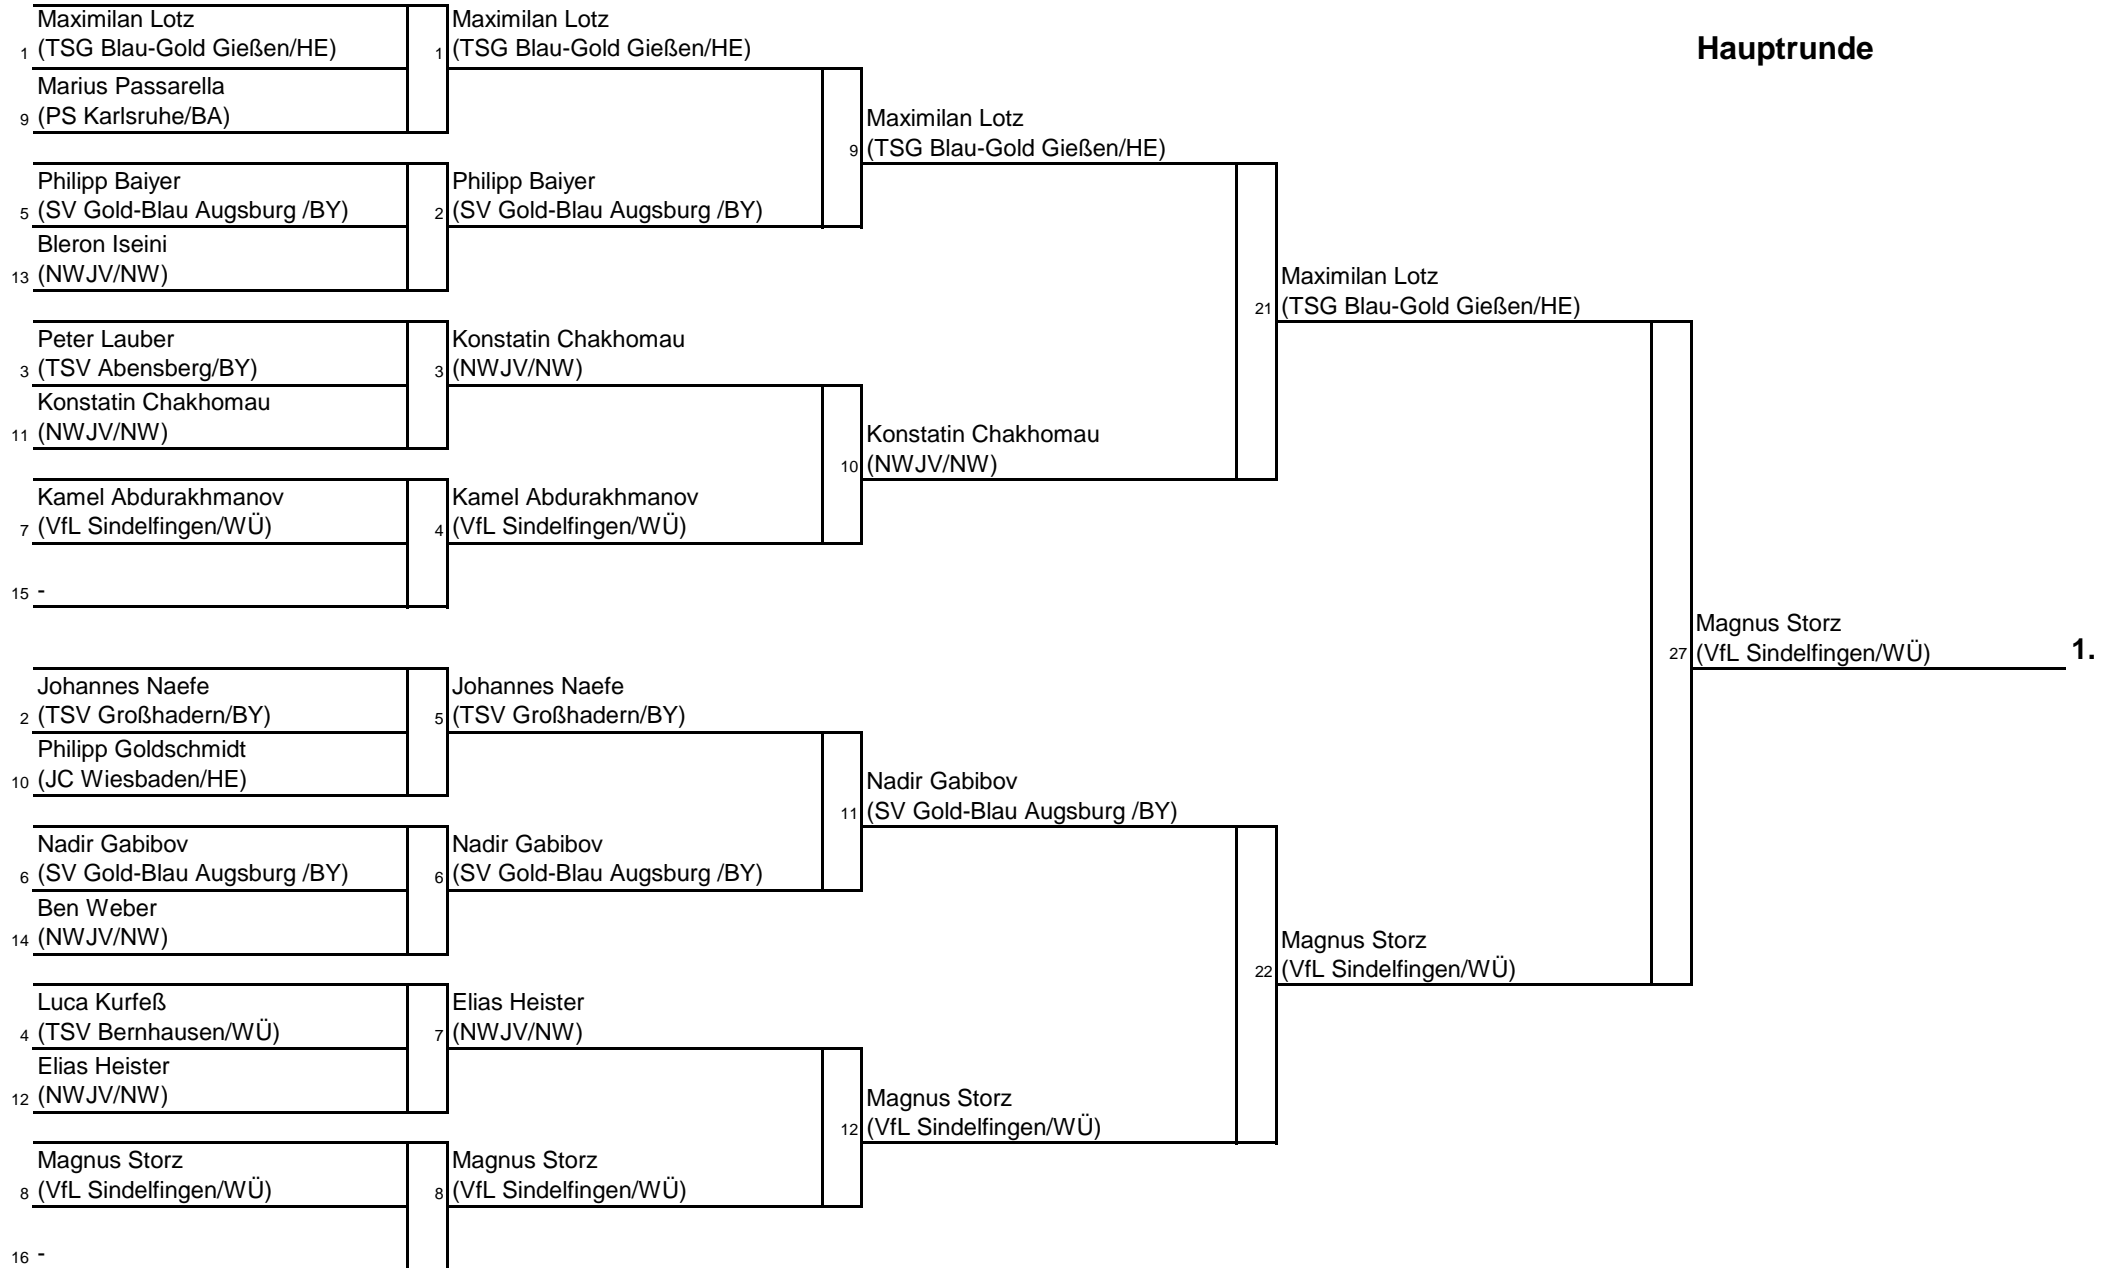 Hauptrunde
Maximilan Lotz
1 (TSG Blau-Gold Gießen/HE)
Marius Passarella
9 (PS Karlsruhe/BA)
Philipp Baiyer
5 (SV Gold-Blau Augsburg /BY)
Bleron Iseini
13 (NWJV/NW)
Peter Lauber
3 (TSV Abensberg/BY)
Konstatin Chakhomau
11 (NWJV/NW)
Kamel Abdurakhmanov
7 (VfL Sindelfingen/WÜ)
15 -
Johannes Naefe
2 (TSV Großhadern/BY)
Philipp Goldschmidt
10 (JC Wiesbaden/HE)
Nadir Gabibov
6 (SV Gold-Blau Augsburg /BY)
Ben Weber
14 (NWJV/NW)
Luca Kurfeß
4 (TSV Bernhausen/WÜ)
Elias Heister
12 (NWJV/NW)
Magnus Storz
8 (VfL Sindelfingen/WÜ)
16 -
Maximilan Lotz
1 (TSG Blau-Gold Gießen/HE)
Philipp Baiyer
2 (SV Gold-Blau Augsburg /BY)
Konstatin Chakhomau
3 (NWJV/NW)
Kamel Abdurakhmanov
4 (VfL Sindelfingen/WÜ)
Johannes Naefe
5 (TSV Großhadern/BY)
Nadir Gabibov
6 (SV Gold-Blau Augsburg /BY)
Elias Heister
7 (NWJV/NW)
Magnus Storz
8 (VfL Sindelfingen/WÜ)
Maximilan Lotz
9 (TSG Blau-Gold Gießen/HE)
Konstatin Chakhomau
10 (NWJV/NW)
Nadir Gabibov
11 (SV Gold-Blau Augsburg /BY)
Magnus Storz
12 (VfL Sindelfingen/WÜ)
Maximilan Lotz
21 (TSG Blau-Gold Gießen/HE)
Magnus Storz
22 (VfL Sindelfingen/WÜ)
Magnus Storz
27 (VfL Sindelfingen/WÜ) 1.